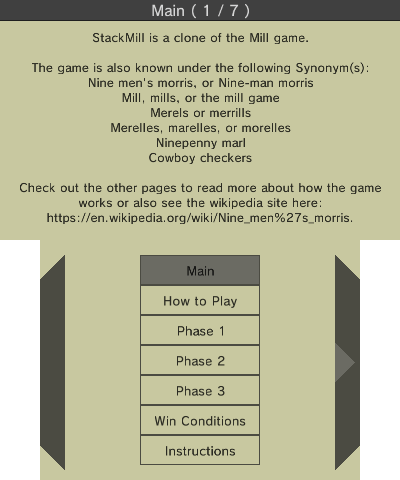 Main ( 1 / 7 )
StackMill is a clone of the Mill game.
The game is also known under the following Synonym(s):
Nine men's morris, or Nine-man morris
Mill, mills, or the mill game
Merels or merrills
Merelles, marelles, or morelles
Ninepenny marl
Cowboy checkers
Check out the other pages to read more about how the game
works or also see the wikipedia site here:
https://en.wikipedia.org/wiki/Nine_men%27s_morris.
Main
How to Play
Phase 1
Phase 2
Phase 3
Win Conditions
Instructions